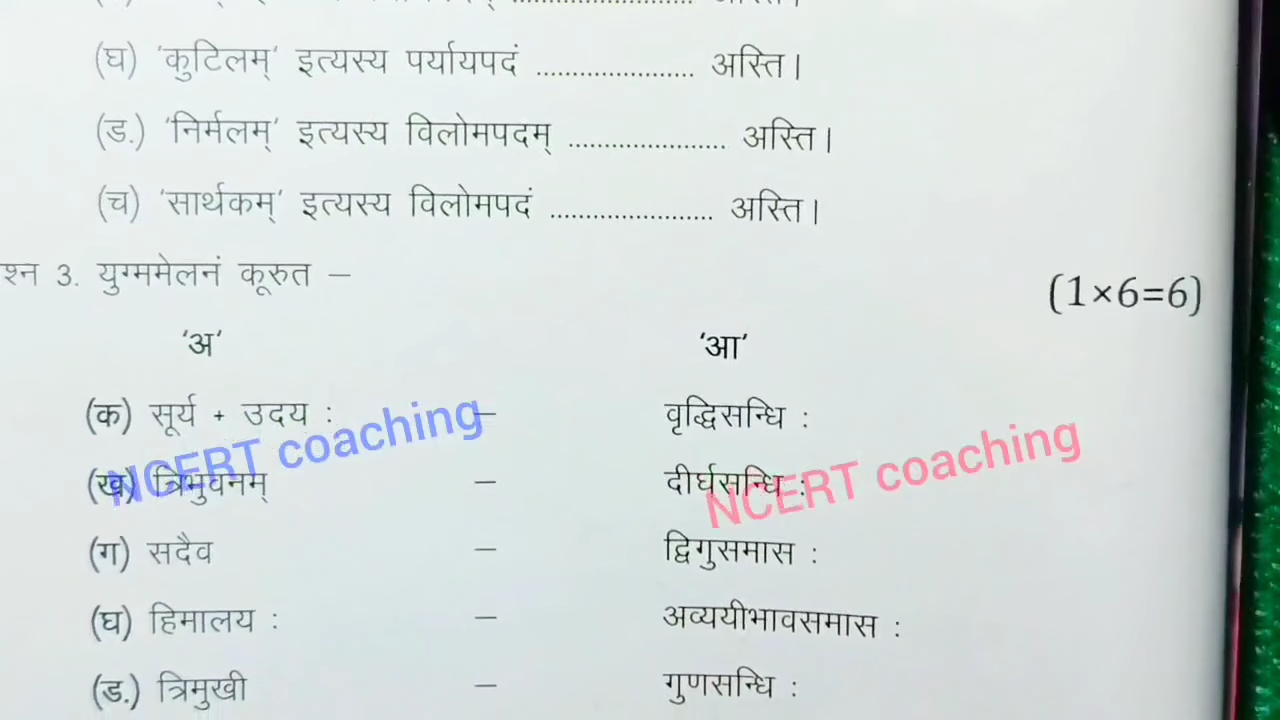 (घ) 'कुटिलम्' इत्यस्य पर्यायपदं ...................... अस्ति।
(ड.) 'निर्मलम्' इत्यस्य विलोमपदम् ...................... अस्ति।
(च) 'सार्थकम्' इत्यस्य विलोमपदं ....................... अस्ति।
श्न 3. युग्ममेलनं कूरुत – (1×6=6)
'अ' 'आ'
(क) सूर्य + उदय : – वृद्धिसन्धि :
(ख) त्रिभुवनम् – दीर्घसन्धि :
NCERT coaching NCERT coaching
(ग) सदैव – द्विगुसमास :
(घ) हिमालय : – अव्ययीभावसमास :
(ड.) त्रिमुखी – गुणसन्धि :